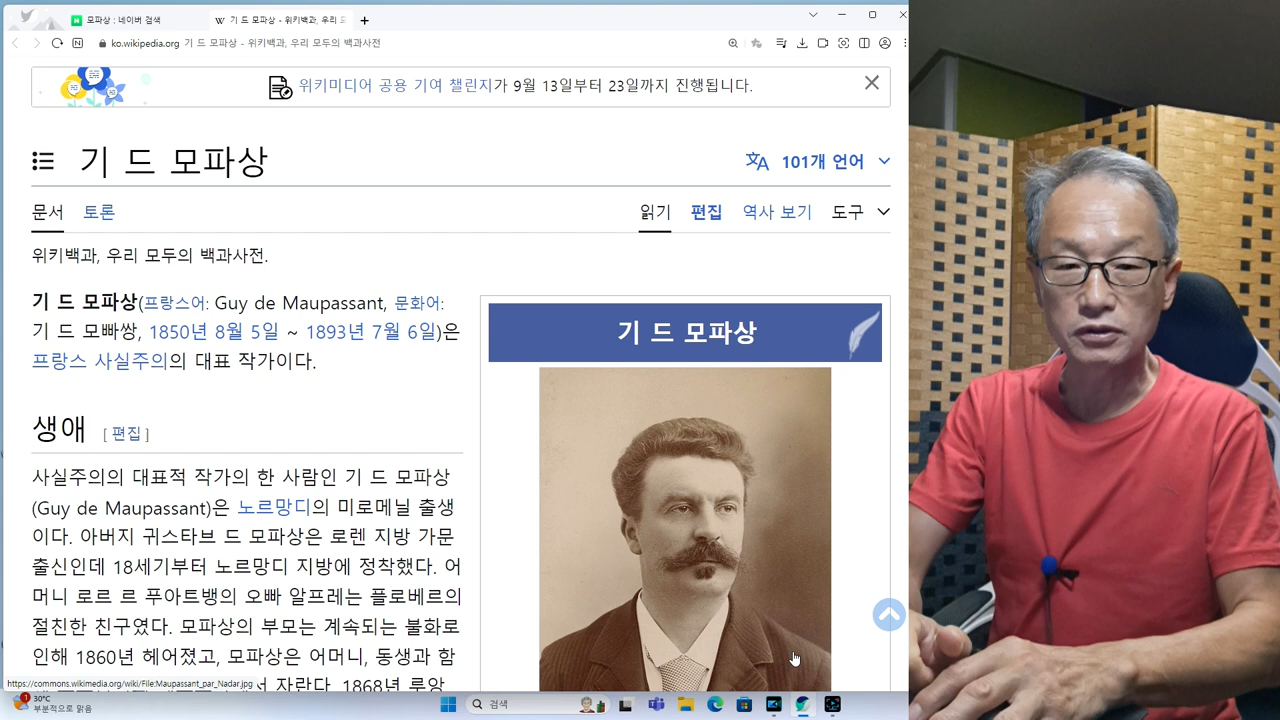 모파상 : 네이버 검색
기 드 모파상 - 위키백과, 우리 모
ko.wikipedia.org 기 드 모파상 - 위키백과, 우리 모두의 백과사전
위키미디어 공용 기여 챌린지가 9월 13일부터 23일까지 진행됩니다.
기 드 모파상
101개 언어
문서 토론 읽기 편집 역사 보기 도구
위키백과, 우리 모두의 백과사전.
기 드 모파상(프랑스어: Guy de Maupassant, 문화어:
기 드 모빠쌍, 1850년 8월 5일 ~ 1893년 7월 6일)은
프랑스 사실주의의 대표 작가이다.
기 드 모파상
생애 [편집]
사실주의의 대표적 작가의 한 사람인 기 드 모파상
(Guy de Maupassant)은 노르망디의 미로메닐 출생
이다. 아버지 귀스타브 드 모파상은 로렌 지방 가문
출신인데 18세기부터 노르망디 지방에 정착했다. 어
머니 로르 르 푸아트뱅의 오빠 알프레는 플로베르의
절친한 친구였다. 모파상의 부모는 계속되는 불화로
인해 1860년 헤어졌고, 모파상은 어머니, 동생과 함
자란다. 1868년 루앙
https://commons.wikimedia.org/wiki/File:Maupassant_par_Nadar.jpg
1
30°C
부분적으로 맑음
검색